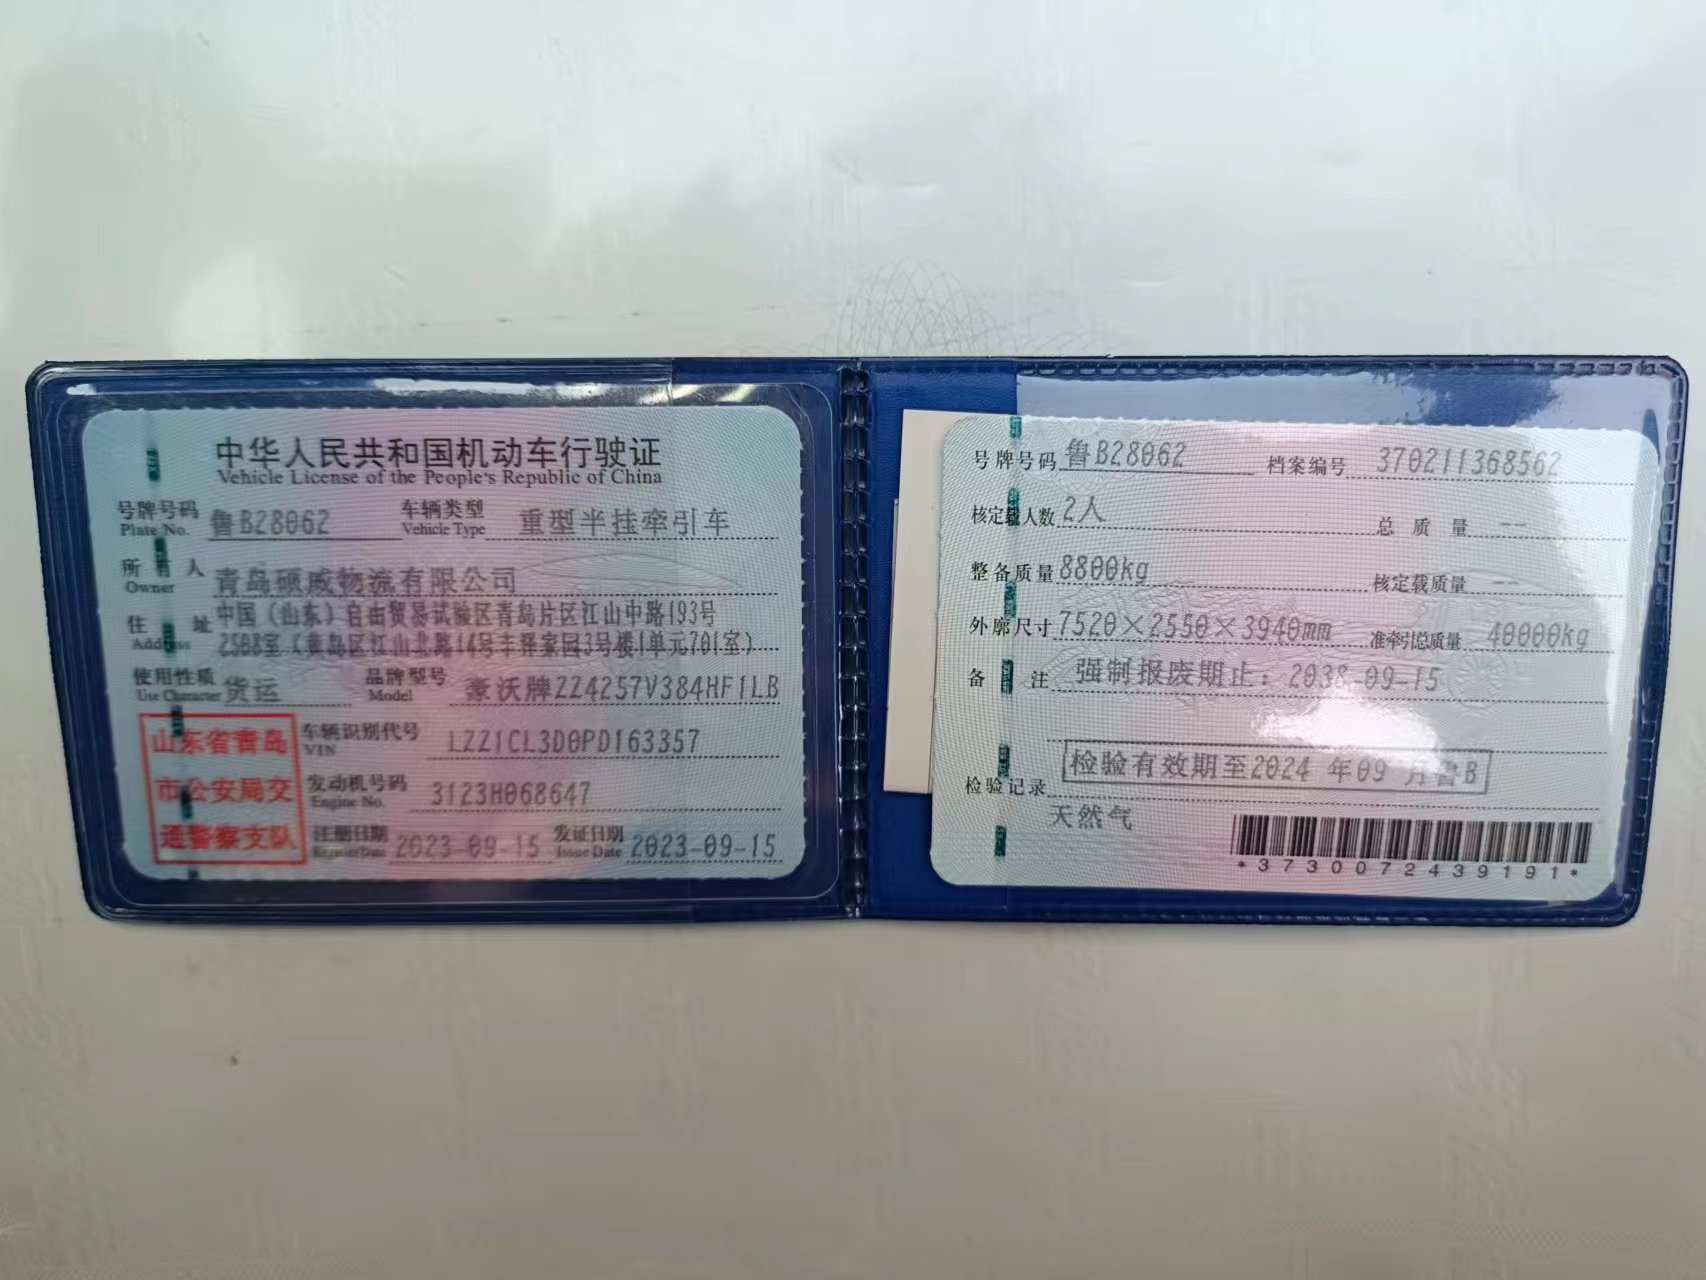 中华人民共和国机动车行驶证
Vehicle License of the People's Republic of China
号牌号码 鲁B28062 车辆类型 重型半挂牵引车
Plate No. Vehicle Type
所有人 青岛硕威物流有限公司
Owner
住址 中国（山东）自由贸易试验区青岛片区江山中路193号
Address 2588室（黄岛区江山北路14号丰泽家园3号楼1单元701室）
使用性质 货运 品牌型号 豪沃牌ZZ4257V384HF1LB
Use Character Model
山东省青岛
市公安局交
通警察支队
车辆识别代号 LZZ1CL3D0PD163357
VIN
发动机号码 3123H068647
Engine No.
注册日期 2023-09-15 发证日期 2023-09-15
Register Date Issue Date
号牌号码 鲁B28062 档案编号 370211368562
核定载人数 2人 总质量 --
整备质量 8800kg 核定载质量 --
外廓尺寸 7520×2550×3940mm 准牵引总质量 40000kg
备注 强制报废期止：2038-09-15
检验记录 检验有效期至2024 年09 月鲁B
天然气
*3730072439191*